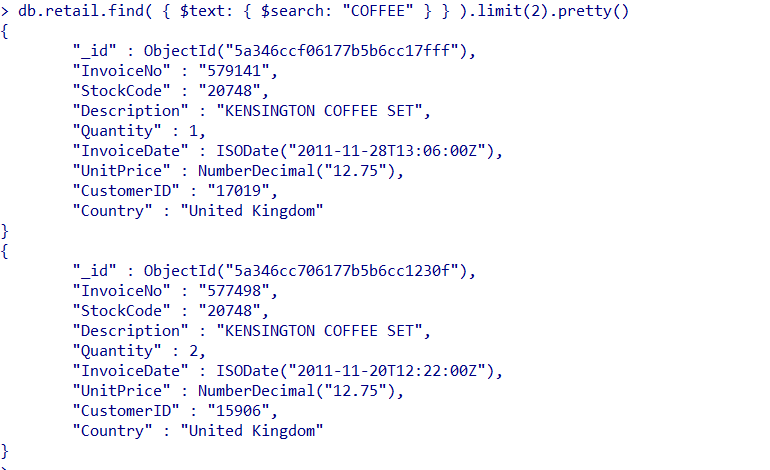 > db.retail.find( { $text: { $search: "COFFEE" } } ).limit(2).pretty()
{
        "_id" : ObjectId("5a346ccf06177b5b6cc17fff"),
        "InvoiceNo" : "579141",
        "StockCode" : "20748",
        "Description" : "KENSINGTON COFFEE SET",
        "Quantity" : 1,
        "InvoiceDate" : ISODate("2011-11-28T13:06:00Z"),
        "UnitPrice" : NumberDecimal("12.75"),
        "CustomerID" : "17019",
        "Country" : "United Kingdom"
}
{
        "_id" : ObjectId("5a346cc706177b5b6cc1230f"),
        "InvoiceNo" : "577498",
        "StockCode" : "20748",
        "Description" : "KENSINGTON COFFEE SET",
        "Quantity" : 2,
        "InvoiceDate" : ISODate("2011-11-20T12:22:00Z"),
        "UnitPrice" : NumberDecimal("12.75"),
        "CustomerID" : "15906",
        "Country" : "United Kingdom"
}